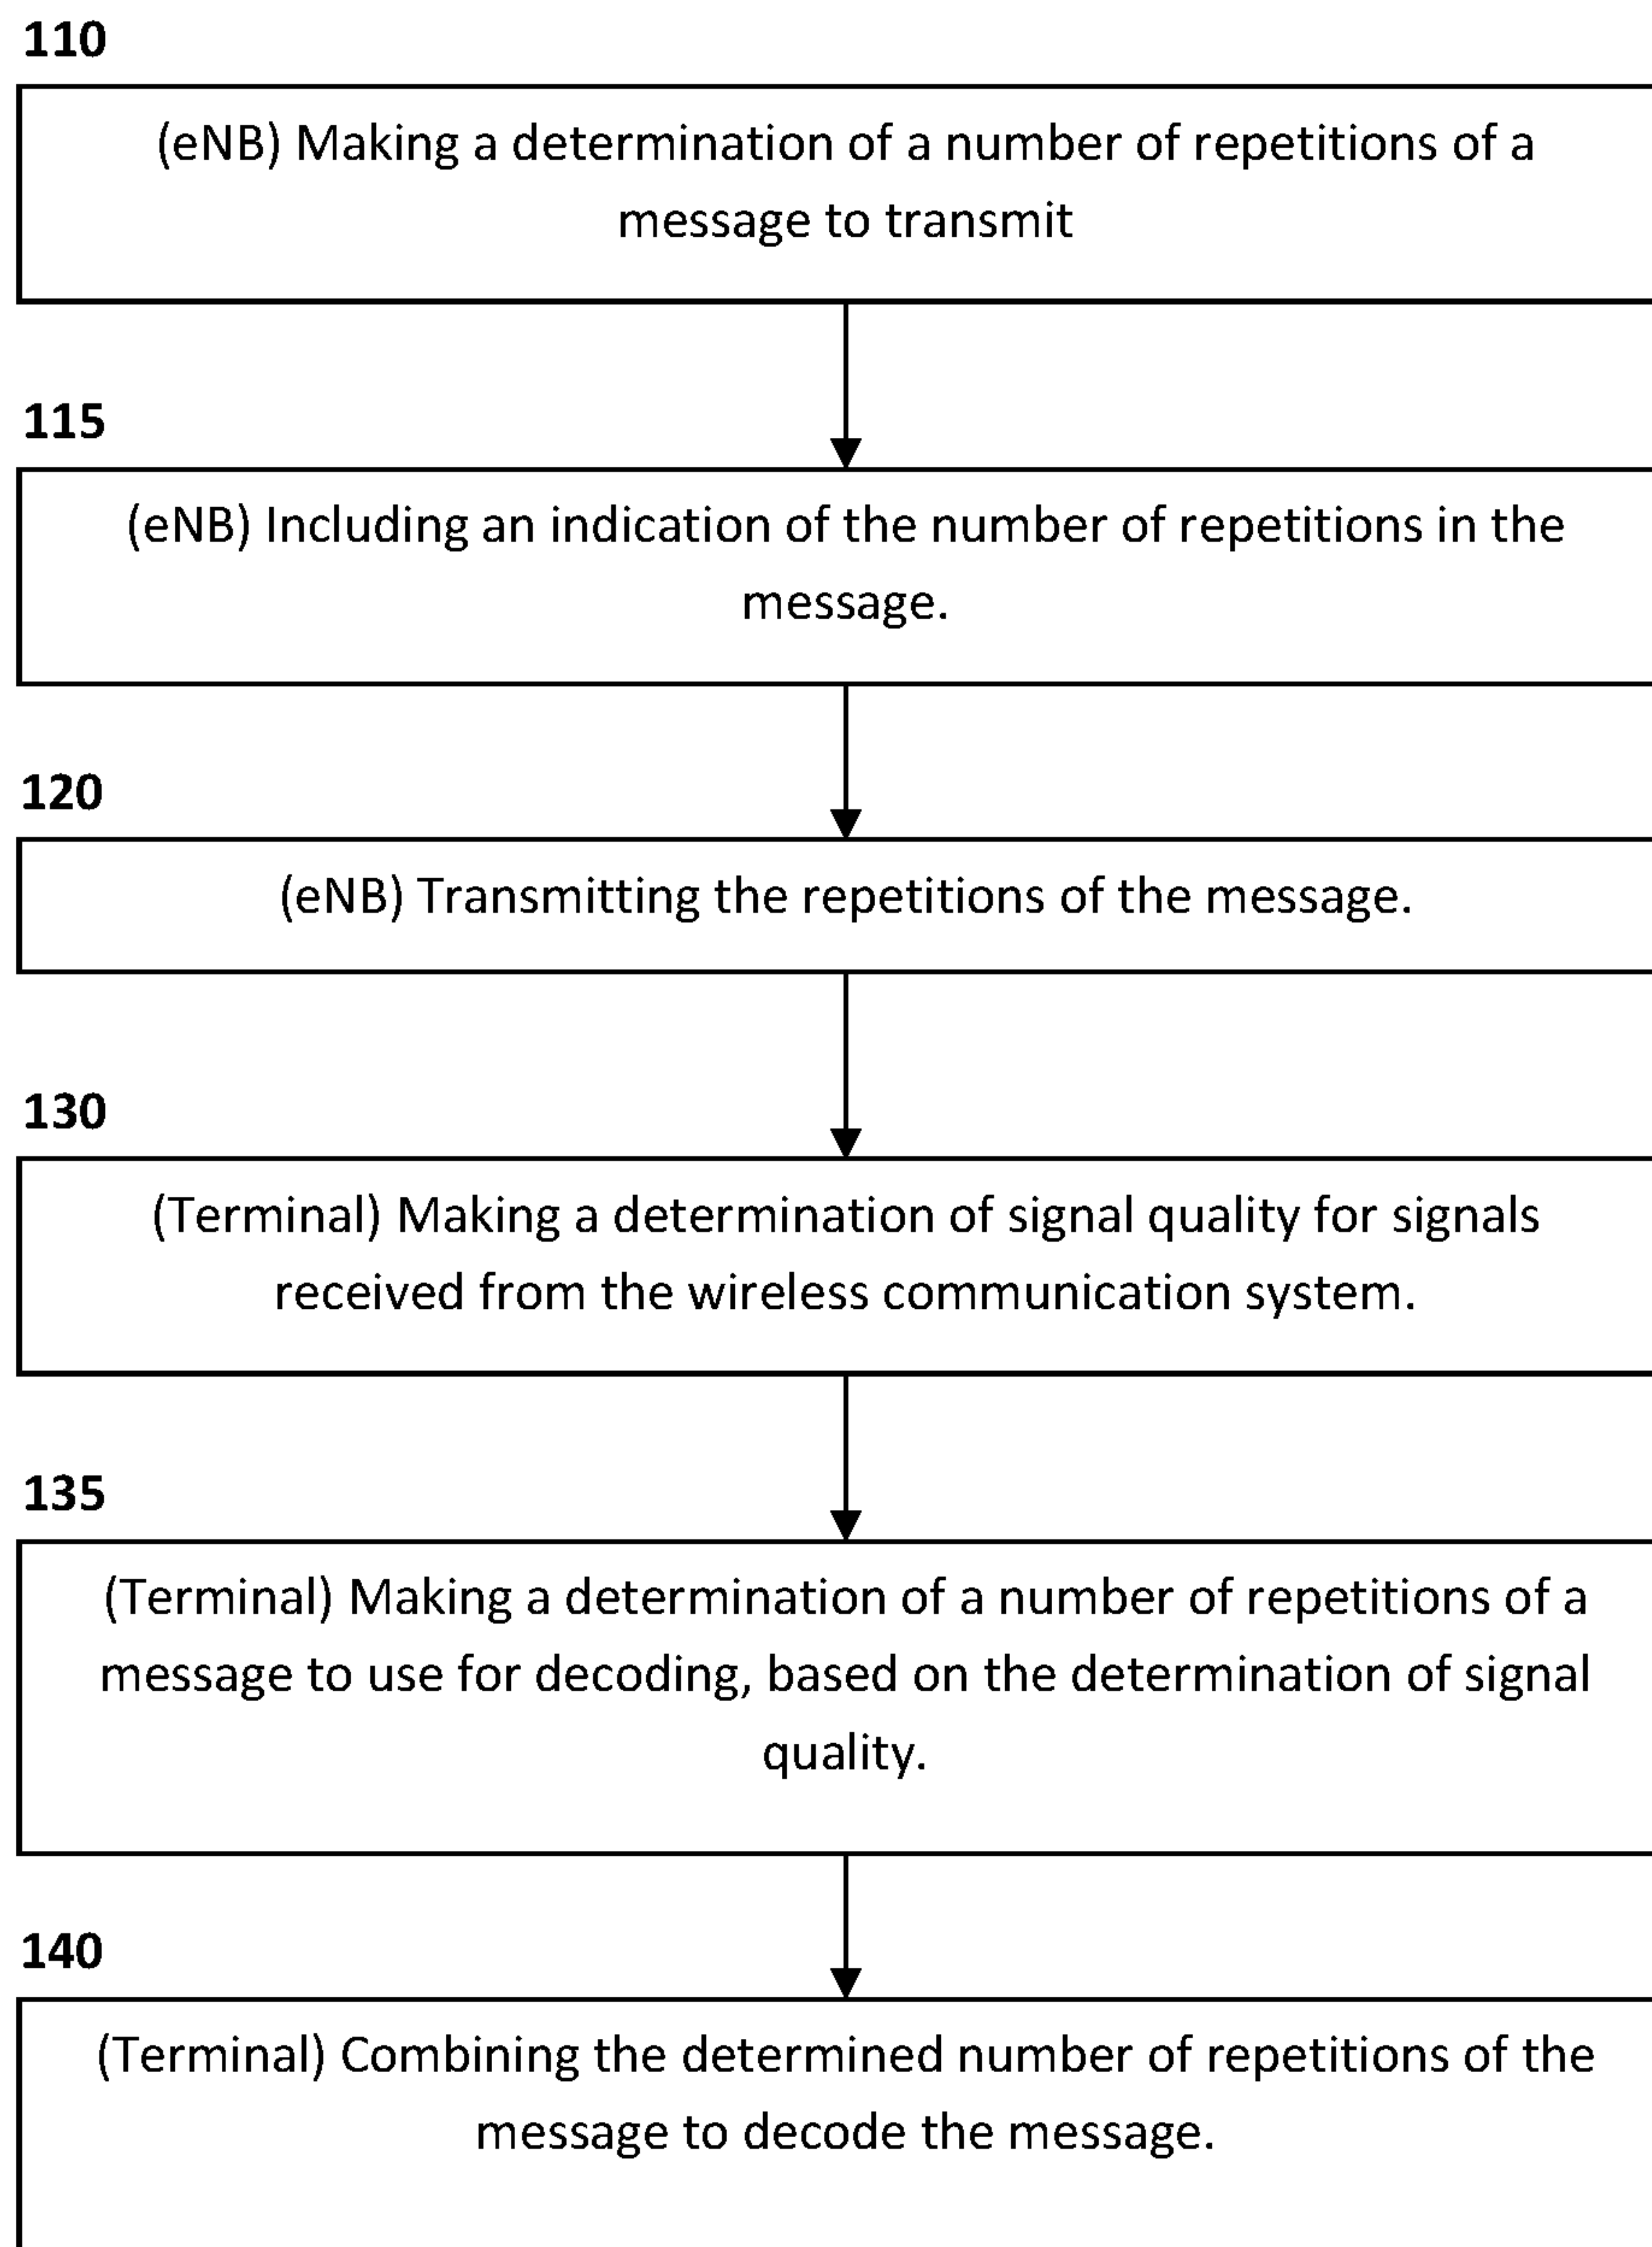 110
(eNB) Making a determination of a number of repetitions of a
message to transmit
115
(eNB) Including an indication of the number of repetitions in the
message.
120
(eNB) Transmitting the repetitions of the message.
130
(Terminal) Making a determination of signal quality for signals
received from the wireless communication system.
135
(Terminal) Making a determination of a number of repetitions of a
message to use for decoding, based on the determination of signal
quality.
140
(Terminal) Combining the determined number of repetitions of the
message to decode the message.